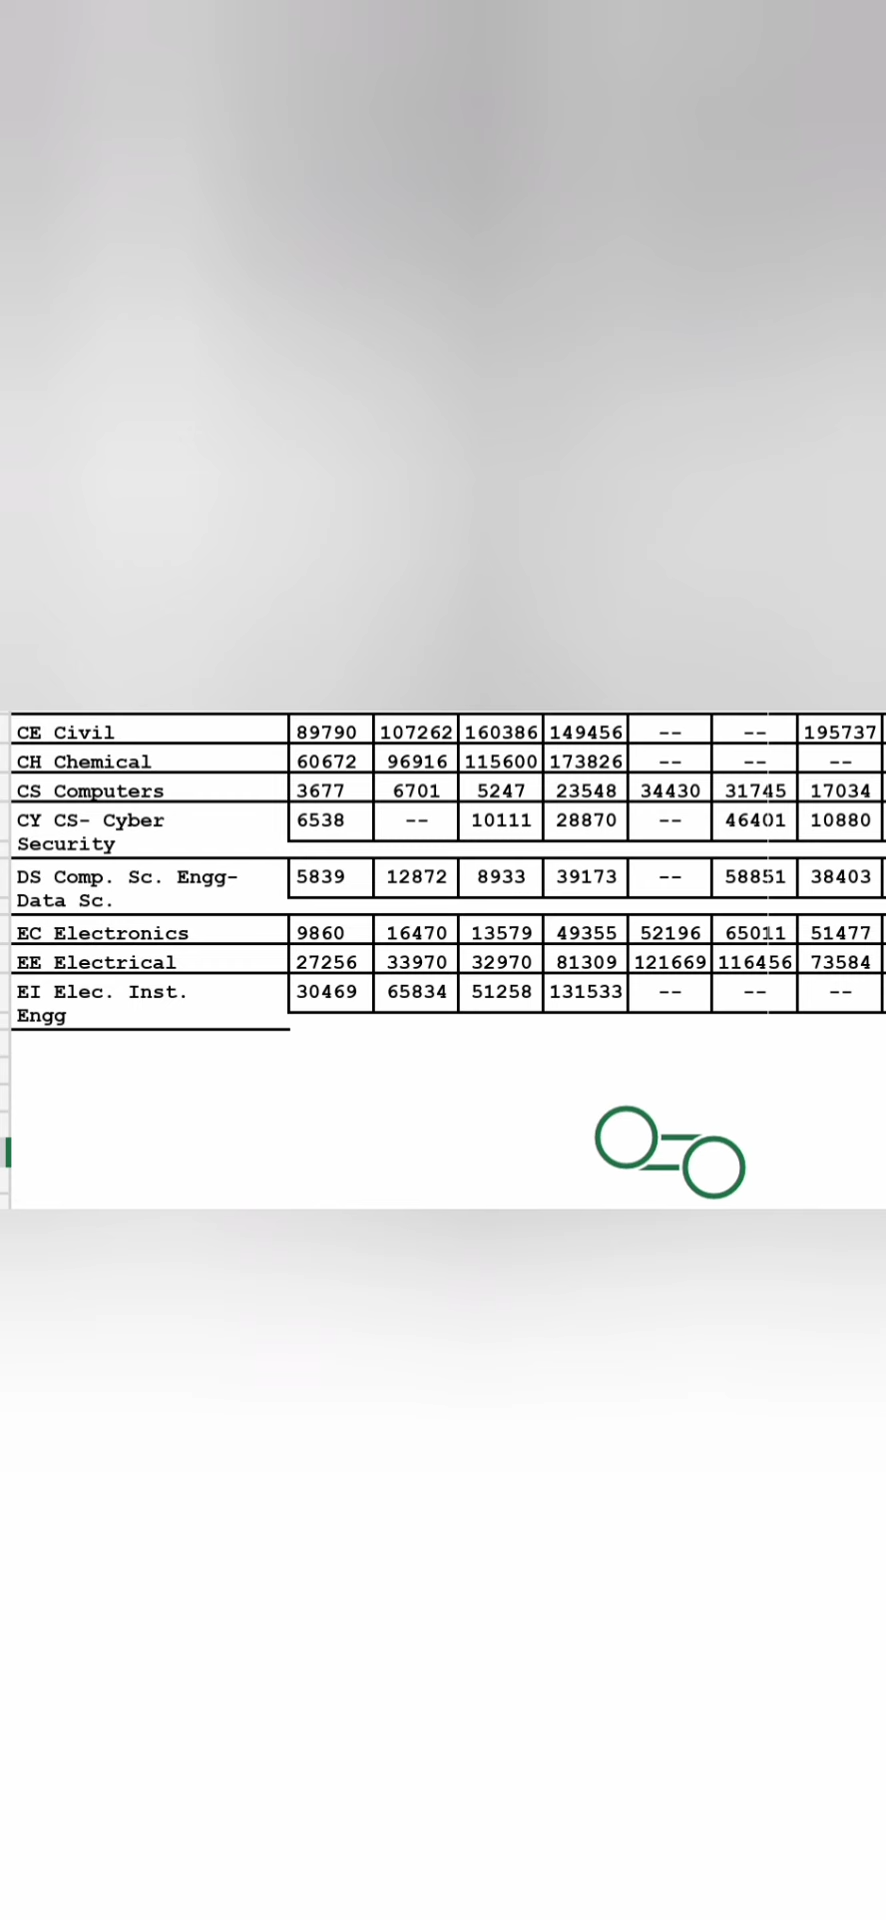 CE Civil 89790 107262 160386 149456 -- -- 195737
CH Chemical 60672 96916 115600 173826 -- -- --
CS Computers 3677 6701 5247 23548 34430 31745 17034
CY CS- Cyber 6538 -- 10111 28870 -- 46401 10880
Security
DS Comp. Sc. Engg- 5839 12872 8933 39173 -- 58851 38403
Data Sc.
EC Electronics 9860 16470 13579 49355 52196 65011 51477
EE Electrical 27256 33970 32970 81309 121669 116456 73584
EI Elec. Inst. 30469 65834 51258 131533 -- -- --
Engg